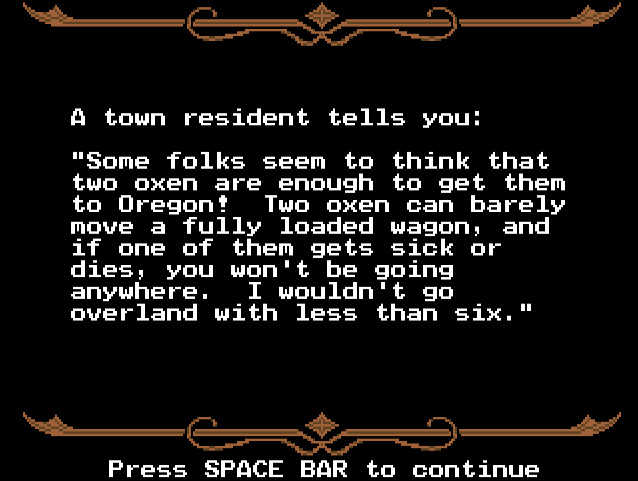 A town resident tells you:
"Some folks seem to think that
two oxen are enough to get them
to Oregon!  Two oxen can barely
move a fully loaded wagon, and
if one of them gets sick or
dies, you won't be going
anywhere.  I wouldn't go
overland with less than six."
Press SPACE BAR to continue